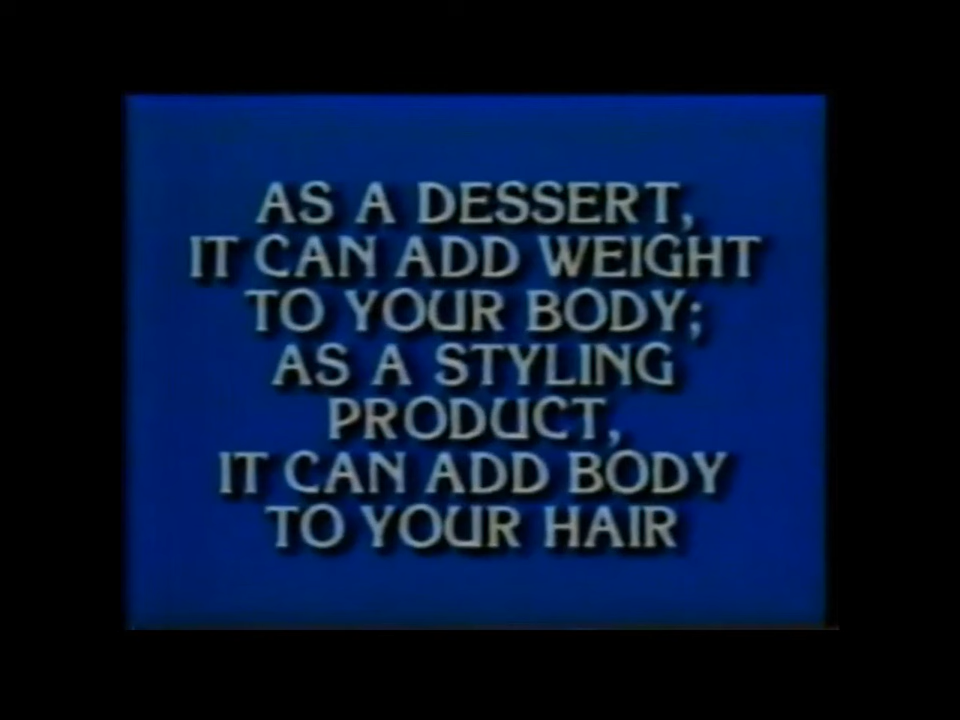 AS A DESSERT,
IT CAN ADD WEIGHT
TO YOUR BODY;
AS A STYLING
PRODUCT,
IT CAN ADD BODY
TO YOUR HAIR